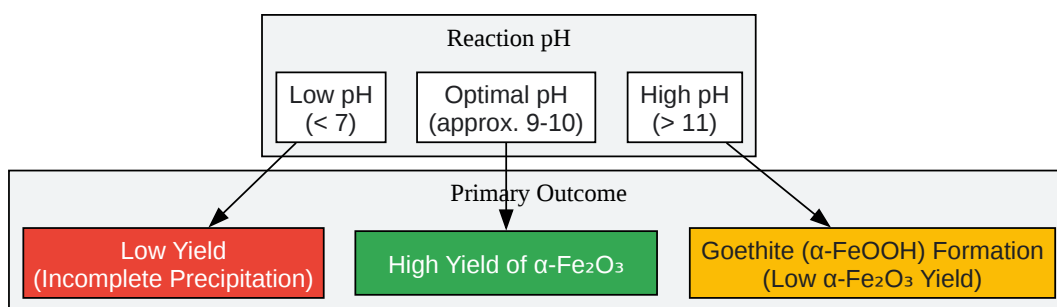 Reaction pH
Low pH
(< 7)
Optimal pH
(approx. 9-10)
High pH
(> 11)
Primary Outcome
Low Yield
(Incomplete Precipitation)
High Yield of α-Fe₂O₃
Goethite (α-FeOOH) Formation
(Low α-Fe₂O₃ Yield)